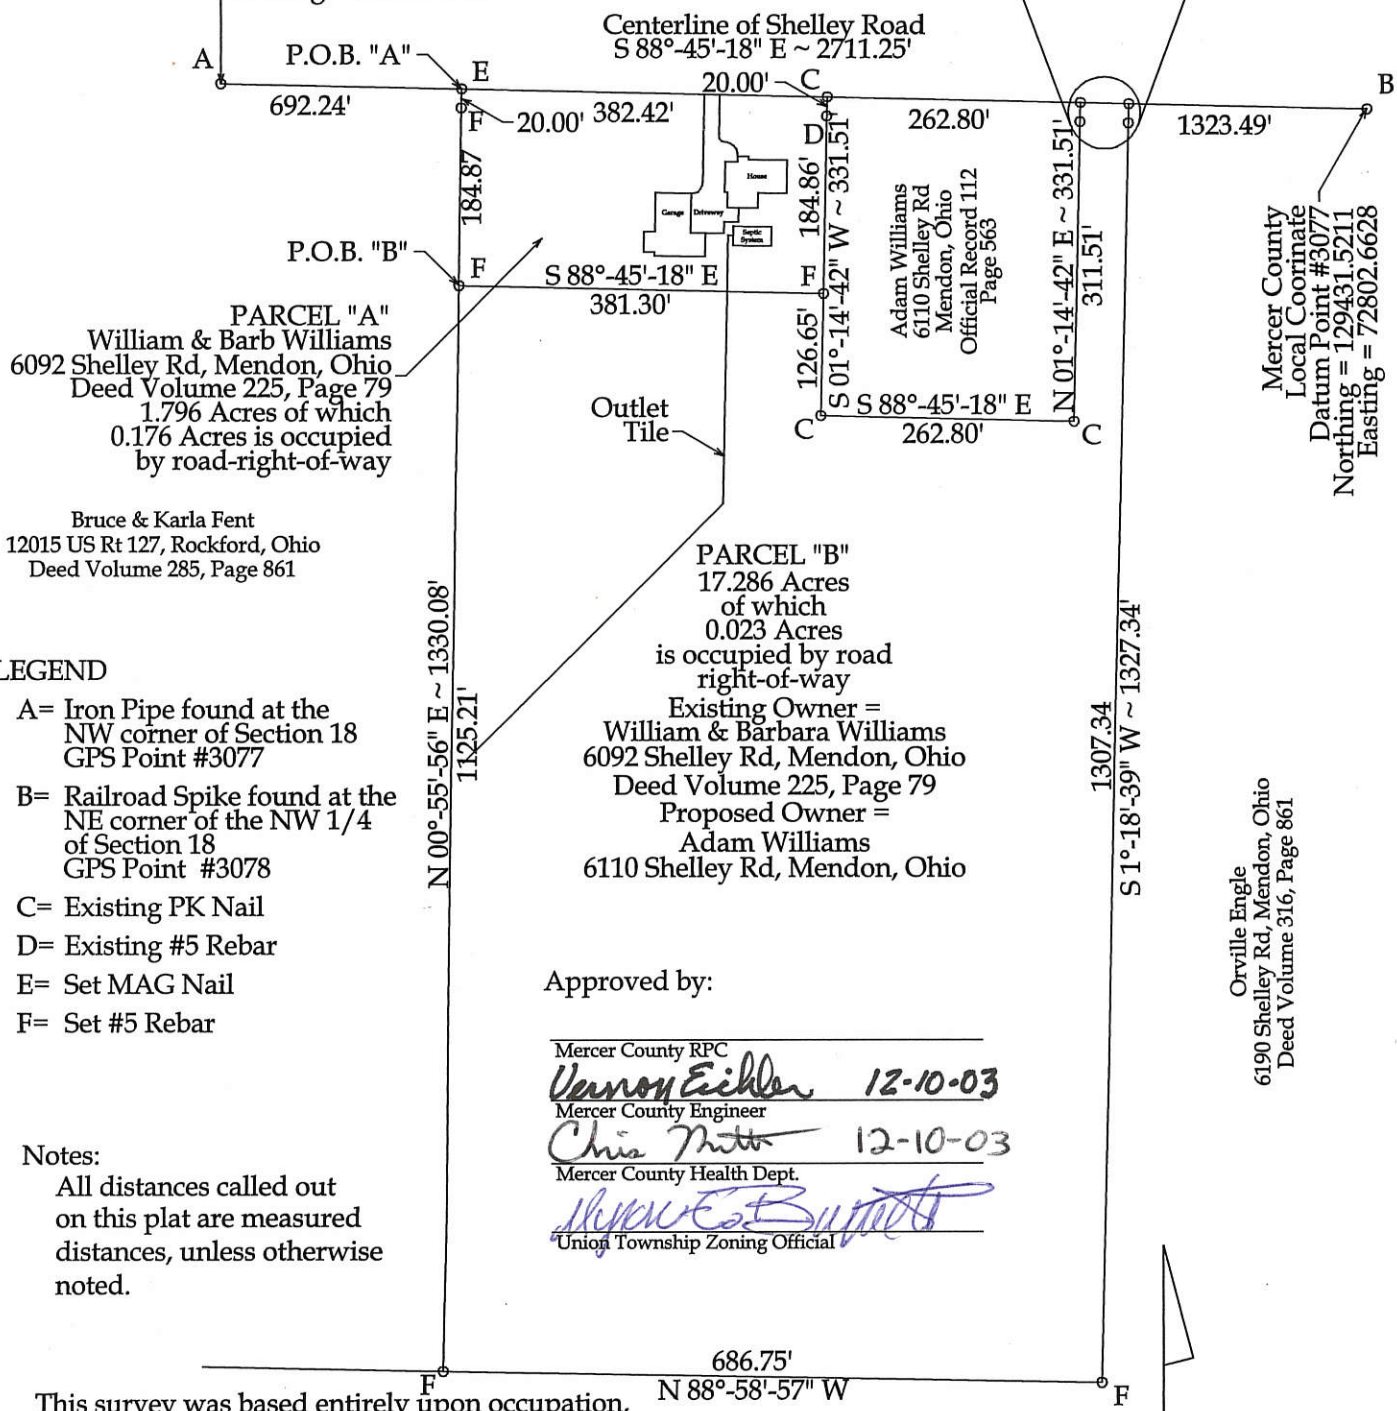 Centerline of Shelley Road
S 88°-45'-18" E ~ 2711.25'
A
P.O.B. "A"
E
20.00'
C
B
692.24'
F
20.00'
382.42'
D
262.80'
1323.49'
184.87
184.86'
S 01°-14'-42" W ~ 331.51'
N 01°-14'-42" E ~ 331.51'
311.51'
House
Garage
Driveway
Septic
System
Adam Williams
6110 Shelley Rd
Mendon, Ohio
Official Record 112
Page 563
Mercer County
Local Coorinate
Datum Point #3077
Northing = 129431.5211
Easting = 72802.6628
P.O.B. "B"
F
S 88°-45'-18" E
F
381.30'
126.65'
PARCEL "A"
William & Barb Williams
6092 Shelley Rd, Mendon, Ohio
Deed Volume 225, Page 79
1.796 Acres of which
0.176 Acres is occupied
by road-right-of-way
Outlet
Tile
C
S 88°-45'-18" E
262.80'
C
Bruce & Karla Fent
12015 US Rt 127, Rockford, Ohio
Deed Volume 285, Page 861
PARCEL "B"
17.286 Acres
of which
0.023 Acres
is occupied by road
right-of-way
Existing Owner =
William & Barbara Williams
6092 Shelley Rd, Mendon, Ohio
Deed Volume 225, Page 79
Proposed Owner =
Adam Williams
6110 Shelley Rd, Mendon, Ohio
N 00°-55'-56" E ~ 1330.08'
1125.21'
1307.34
S 1°-18'-39" W ~ 1327.34'
LEGEND
A= Iron Pipe found at the
NW corner of Section 18
GPS Point #3077
B= Railroad Spike found at the
NE corner of the NW 1/4
of Section 18
GPS Point #3078
C= Existing PK Nail
D= Existing #5 Rebar
E= Set MAG Nail
F= Set #5 Rebar
Orville Engle
6190 Shelley Rd, Mendon, Ohio
Deed Volume 316, Page 861
Approved by:
Mercer County RPC
Vernon Eichler 12-10-03
Mercer County Engineer
Chris 12-10-03
Mercer County Health Dept.
Union Township Zoning Official
Notes:
All distances called out
on this plat are measured
distances, unless otherwise
noted.
F
686.75'
N 88°-58'-57" W
F
This survey was based entirely upon occupation,